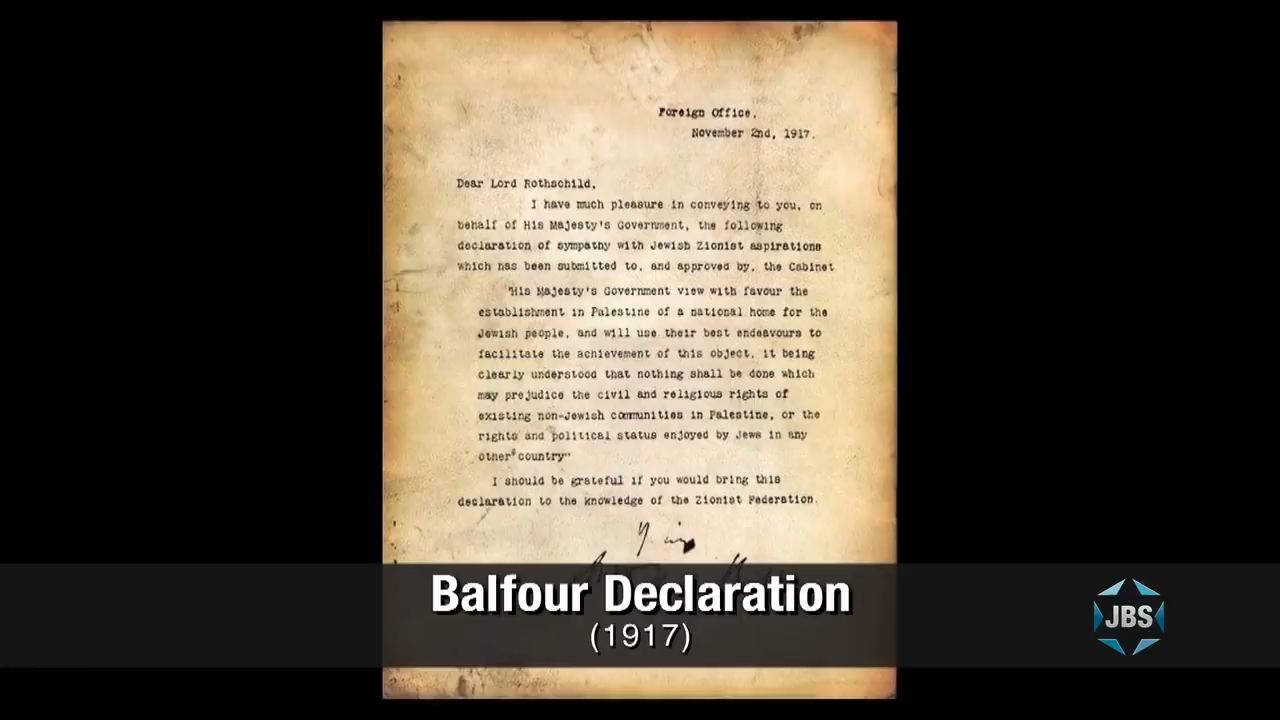 Foreign Office,
November 2nd, 1917.
Dear Lord Rothschild,
I have much pleasure in conveying to you, on
behalf of His Majesty's Government, the following
declaration of sympathy with Jewish Zionist aspirations
which has been submitted to, and approved by, the Cabinet
"His Majesty's Government view with favour the
establishment in Palestine of a national home for the
Jewish people, and will use their best endeavours to
facilitate the achievement of this object, it being
clearly understood that nothing shall be done which
may prejudice the civil and religious rights of
existing non-Jewish communities in Palestine, or the
rights and political status enjoyed by Jews in any
other country"
I should be grateful if you would bring this
declaration to the knowledge of the Zionist Federation.
Balfour Declaration
(1917)
JBS